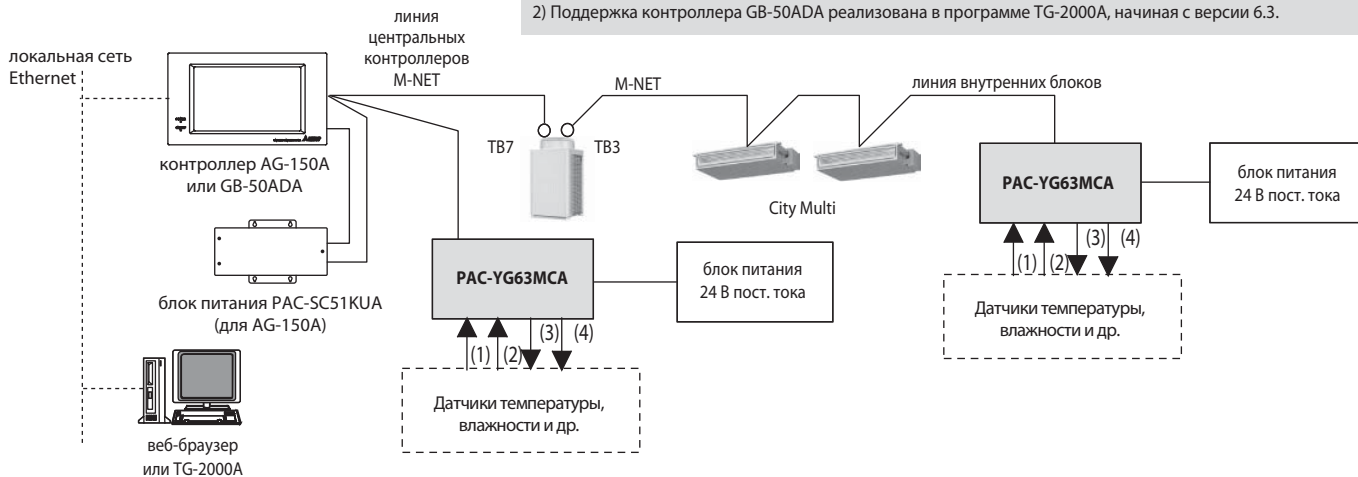 2) Поддержка контроллера GB-50ADA реализована в программе TG-2000A, начиная с версии 6.3.
локальная сеть
Ethernet
линия
центральных
контроллеров
M-NET
M-NET
линия внутренних блоков
TB7
TB3
контроллер AG-150A
или GB-50ADA
City Multi
PAC-YG63MCA
блок питания
24 В пост. тока
(1)
(2)
(3)
(4)
Датчики температуры,
влажности и др.
PAC-YG63MCA
блок питания
24 В пост. тока
(1)
(2)
(3)
(4)
Датчики температуры,
влажности и др.
блок питания PAC-SC51KUA
(для AG-150A)
веб-браузер
или TG-2000A